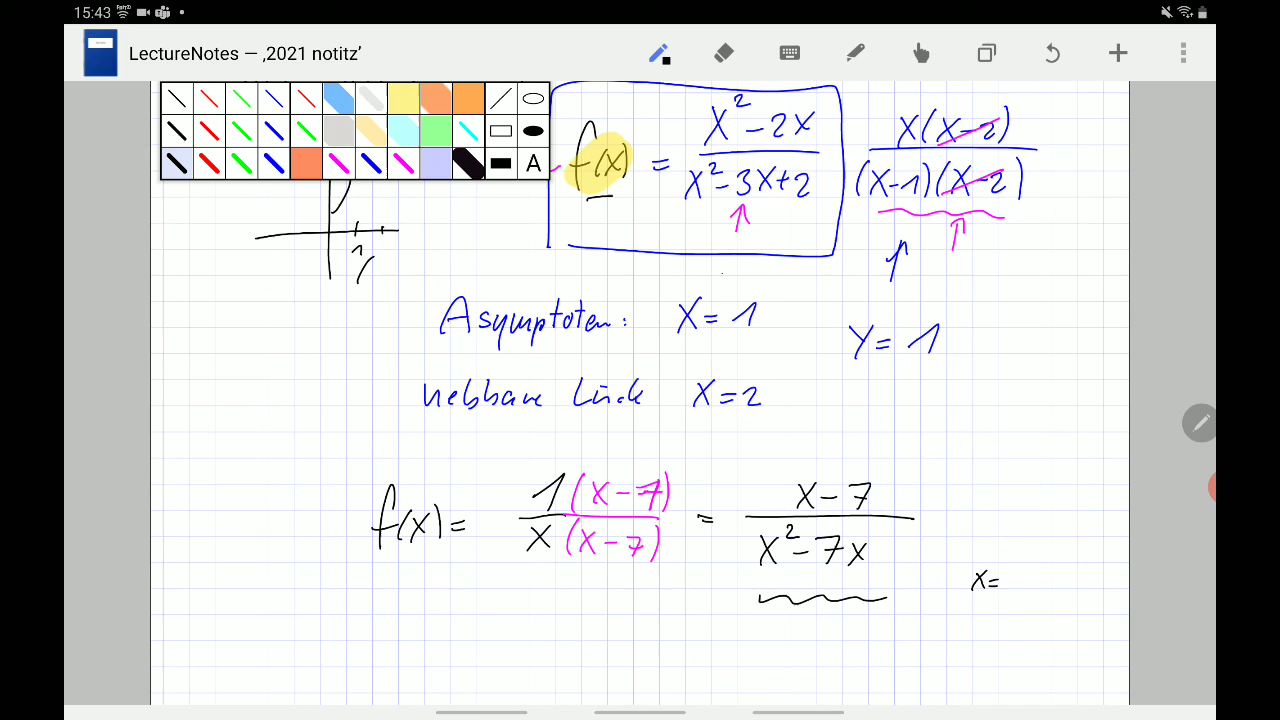 15:43
LectureNotes — ‚2021 notitz’
A
f(x) = (x² - 2x)/(x² - 3x + 2) x(x-2)/((x-1)(x-2))
1
Asymptoten: x = 1 y = 1
hebbare Lück x = 2
f(x) = 1(x-7)/(x(x-7)) = (x-7)/(x² - 7x)
x=